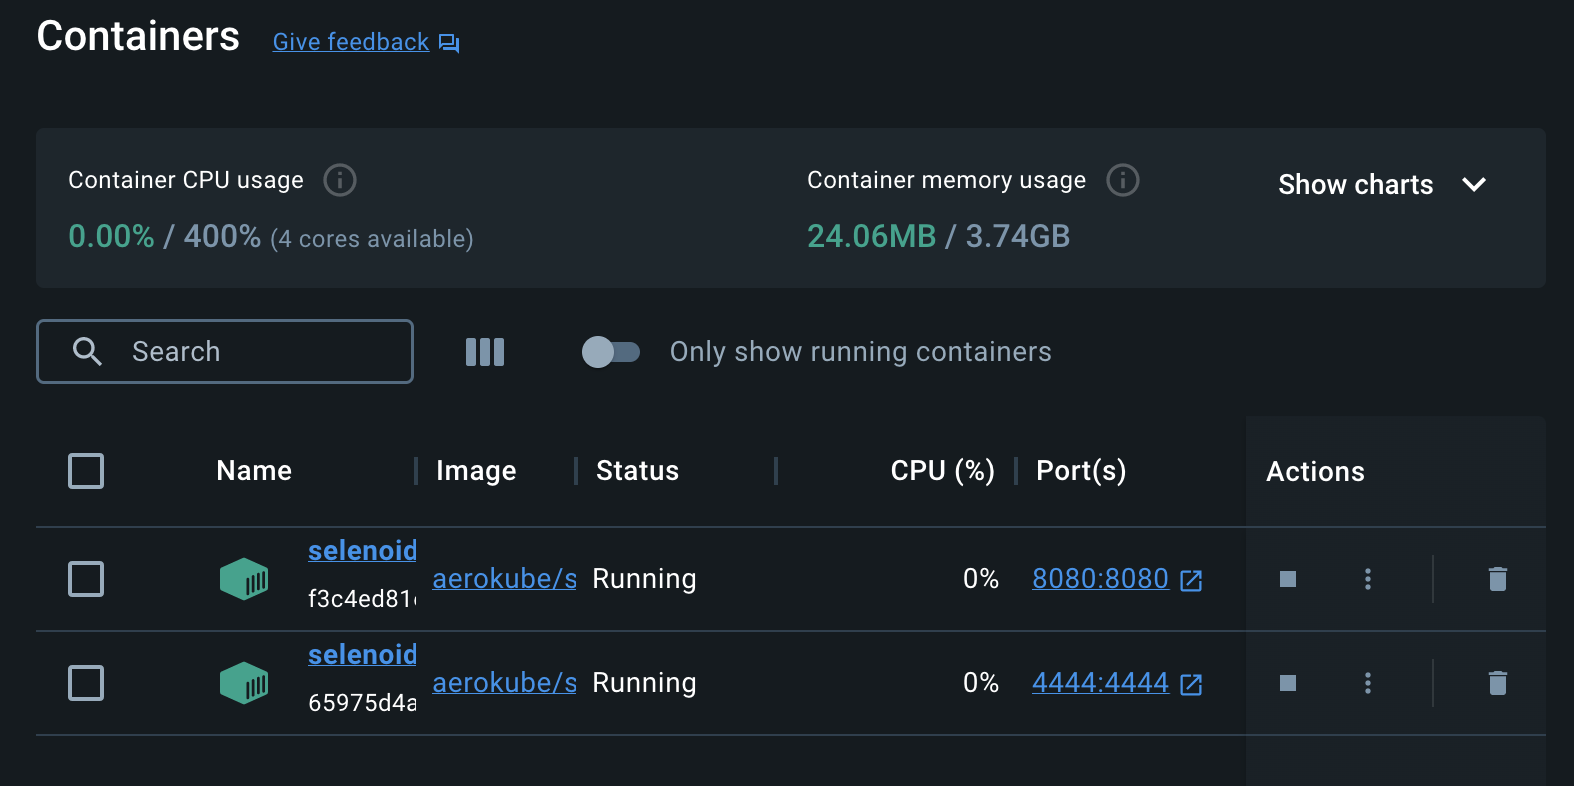 Containers Give feedback
Container CPU usage
0.00% / 400% (4 cores available)
Container memory usage
24.06MB / 3.74GB
Show charts
Search
Only show running containers
Name Image Status CPU (%) Port(s) Actions
selenoid
f3c4ed81
aerokube/s Running 0% 8080:8080
selenoid
65975d4a
aerokube/s Running 0% 4444:4444